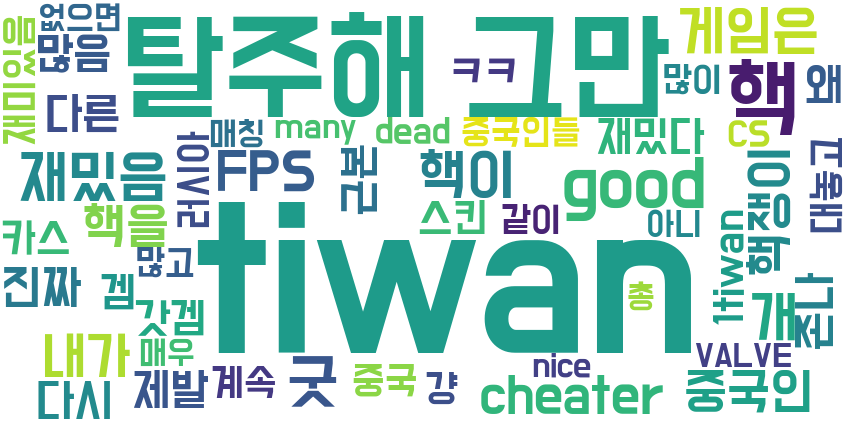 없으면
재미있음
많음
탈주해
그만
게임은
ㅋㅋ
핵
많이
왜
다른
매칭
many
dead
중국인들
재밌다
CS
러시아
FPS
근본
핵이
재밌음
good
고
대놓고
핵쟁이
스킨
같이
아니
핵을
카스
tiwan
1tiwan
많고
진짜
겜
갓겜
총
개
존나
내가
매우
VALVE
nice
다시
제발
계속
굿
중국
걍
cheater
중국인